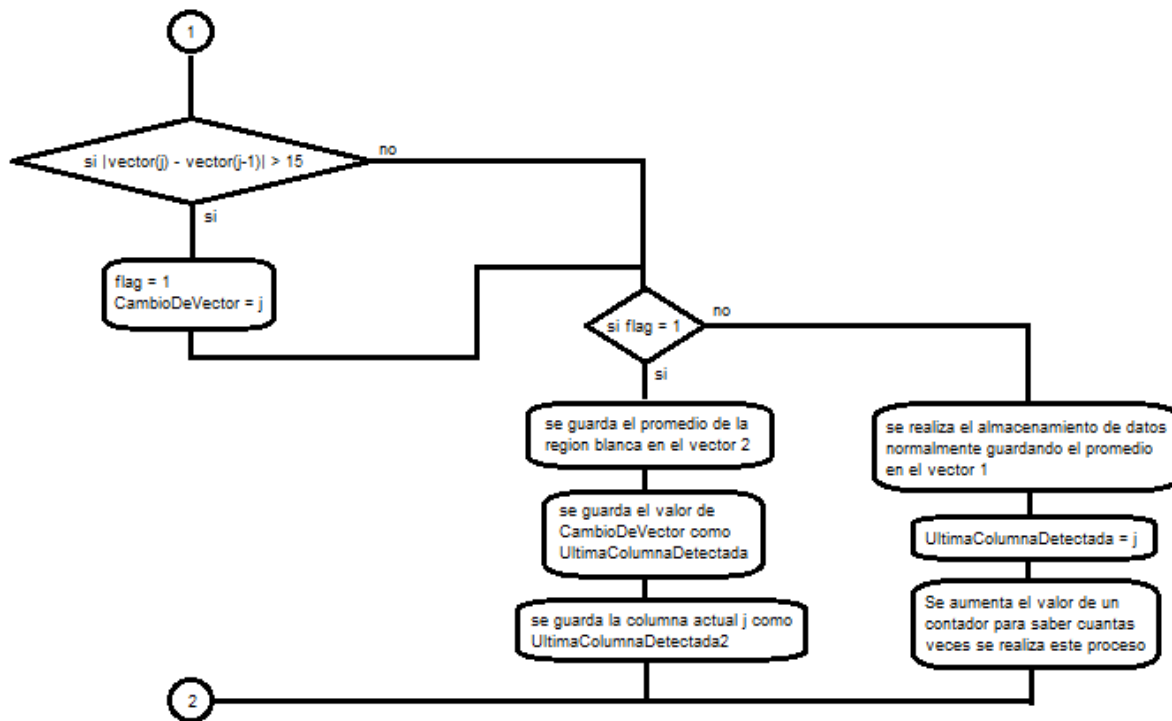 1
si |vector(j) - vector(j-1)| > 15
no
si
flag = 1
CambioDeVector = j
si flag = 1
no
si
se guarda el promedio de la
region blanca en el vector 2
se guarda el valor de
CambioDeVector como
UltimaColumnaDetectada
se guarda la columna actual j como
UltimaColumnaDetectada2
se realiza el almacenamiento de datos
normalmente guardando el promedio
en el vector 1
UltimaColumnaDetectada = j
Se aumenta el valor de un
contador para saber cuantas
veces se realiza este proceso
2